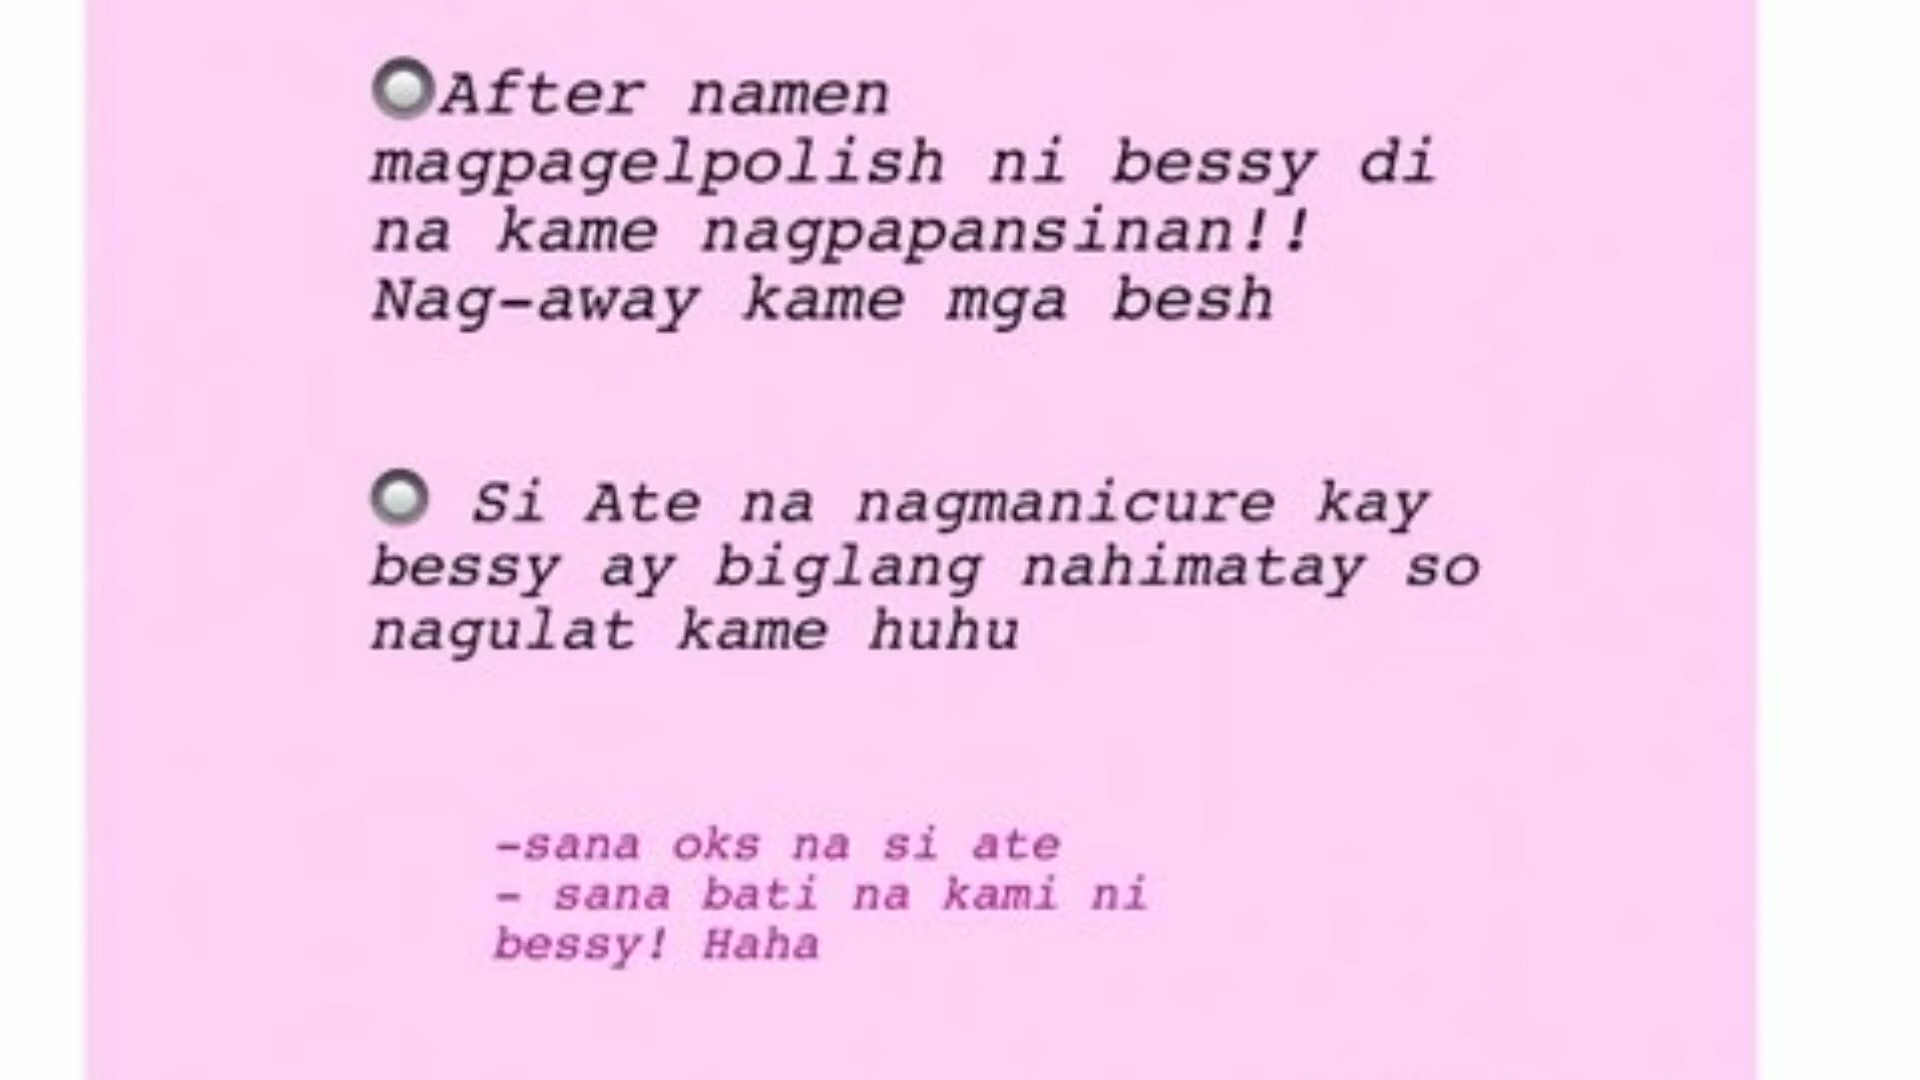 After namen
magpagelpolish ni bessy di
na kame nagpapansinan!!
Nag-away kame mga besh
Si Ate na nagmanicure kay
bessy ay biglang nahimatay so
nagulat kame huhu
-sana oks na si ate
- sana bati na kami ni
bessy! Haha